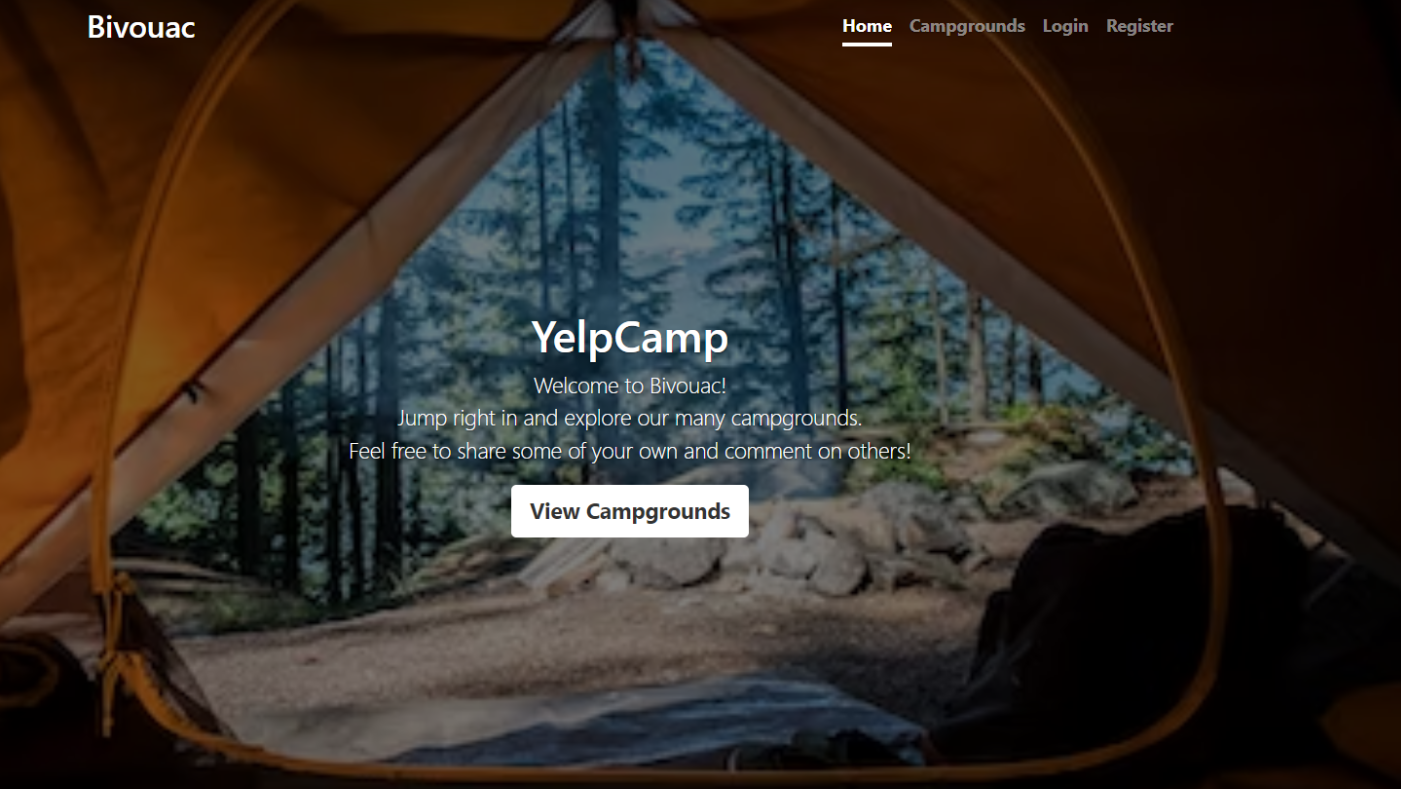 Bivouac
Home Campgrounds Login Register
YelpCamp
Welcome to Bivouac!
Jump right in and explore our many campgrounds.
Feel free to share some of your own and comment on others!
View Campgrounds